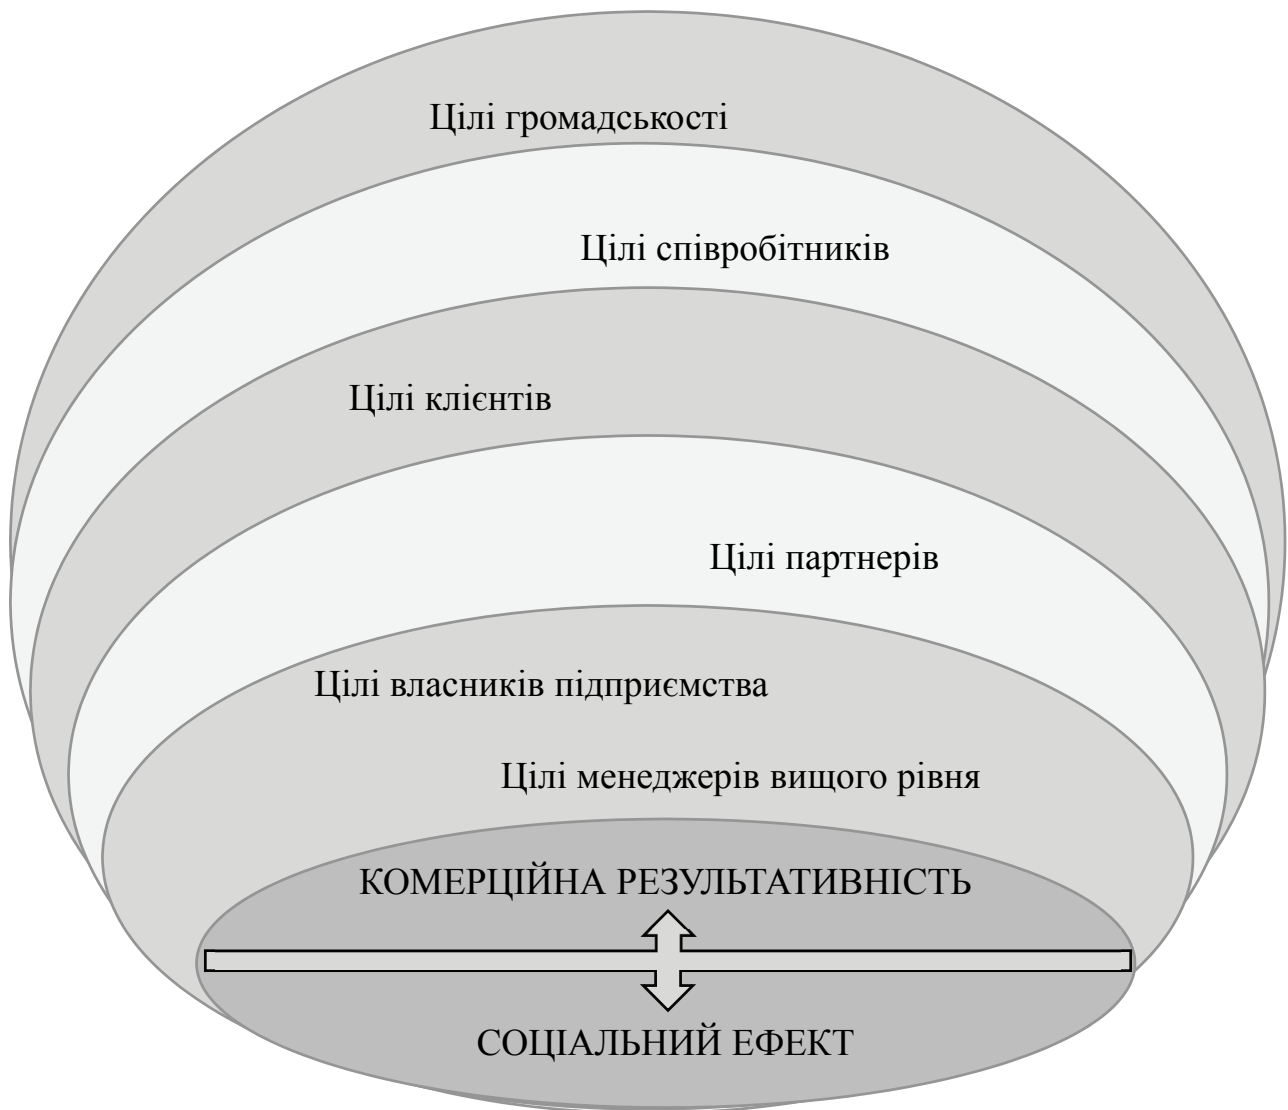 Цілі громадськості
Цілі співробітників
Цілі клієнтів
Цілі партнерів
Цілі власників підприємства
Цілі менеджерів вищого рівня
КОМЕРЦІЙНА РЕЗУЛЬТАТИВНІСТЬ
СОЦІАЛЬНИЙ ЕФЕКТ